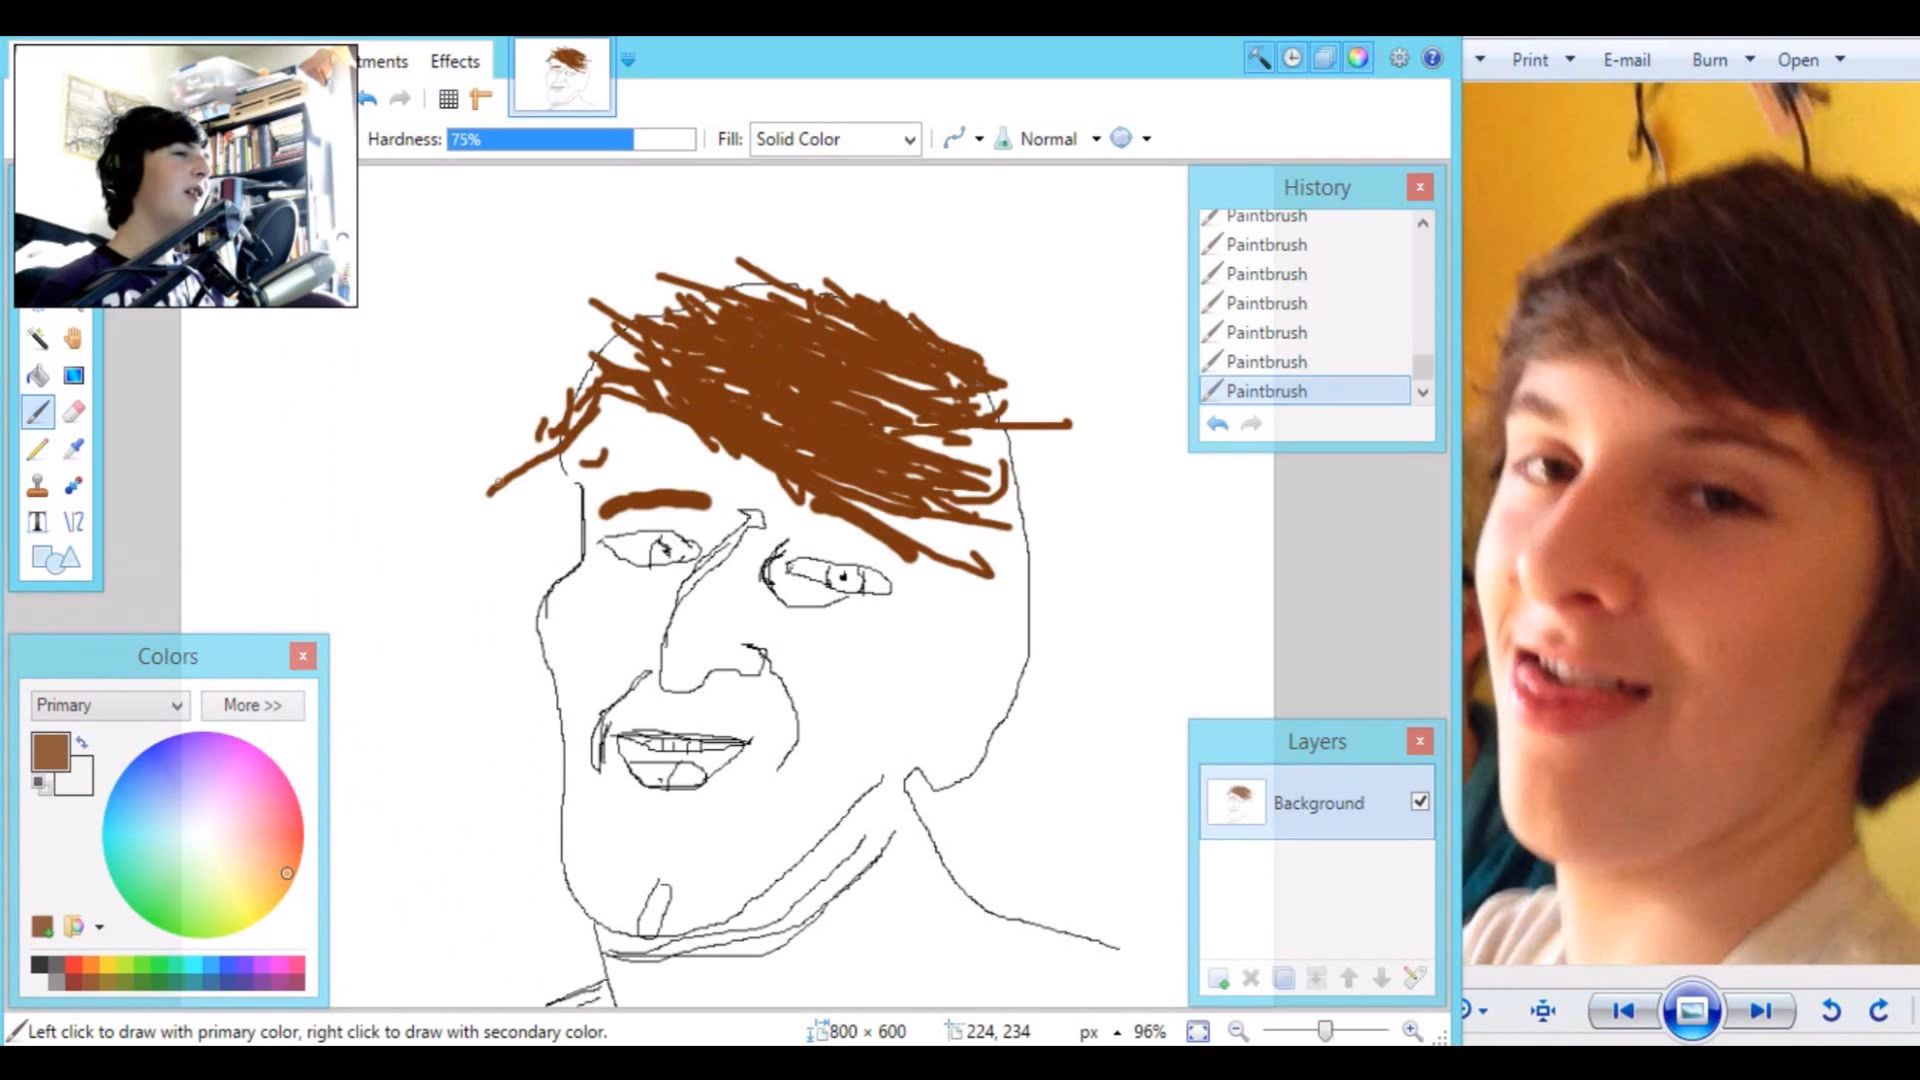 tments Effects
Print E-mail Burn Open
Hardness: 75% Fill: Solid Color Normal
History
Paintbrush
Paintbrush
Paintbrush
Paintbrush
Paintbrush
Paintbrush
Paintbrush
Colors
Primary More >>
Layers
Background
Left click to draw with primary color, right click to draw with secondary color. 800 × 600 224, 234 px 96%